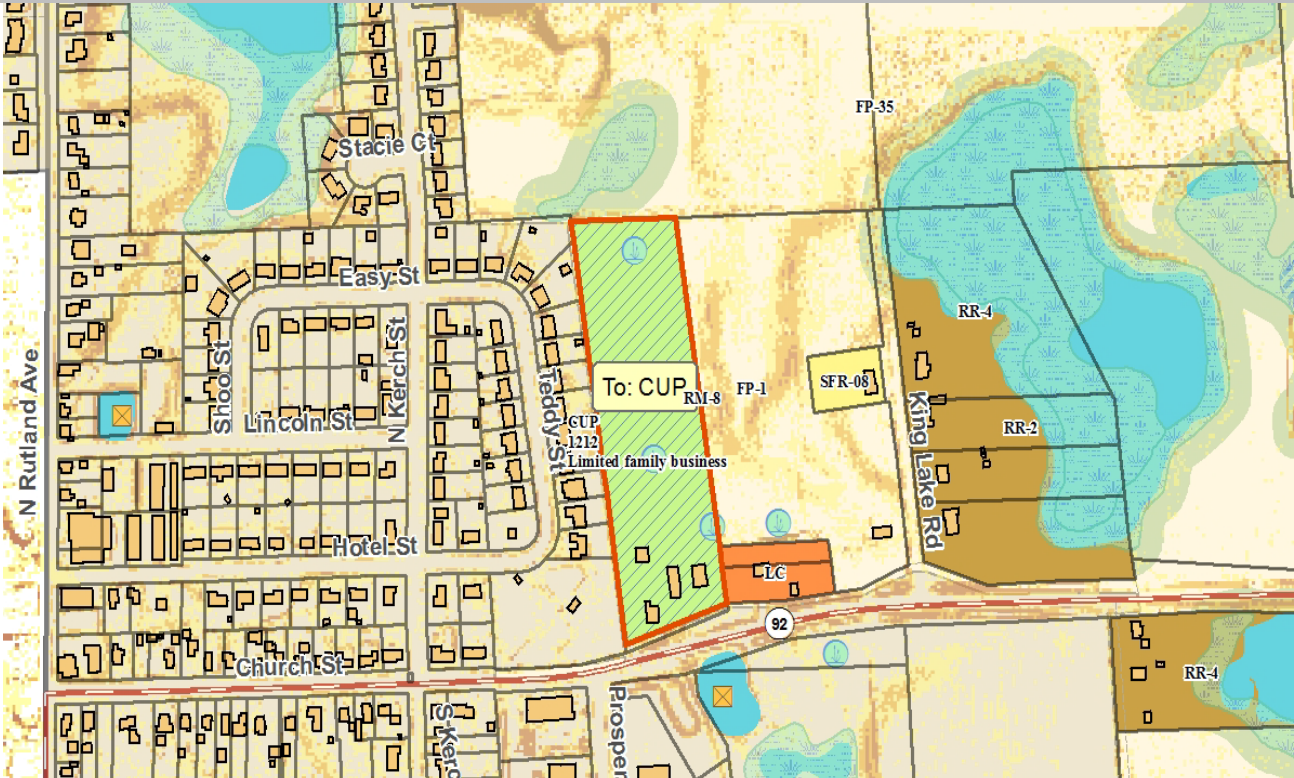 FP-35
Stacie Ct
Easy St
RR-4
N Rutland Ave
Shoo St
N Kerch St
Teddy St
To: CUP
RM-8
FP-1
SFR-08
King Lake Rd
RR-2
Lincoln St
CUP
1212
Limited family business
Hotel St
LC
92
Church St
RR-4
S Kerc
Prosper